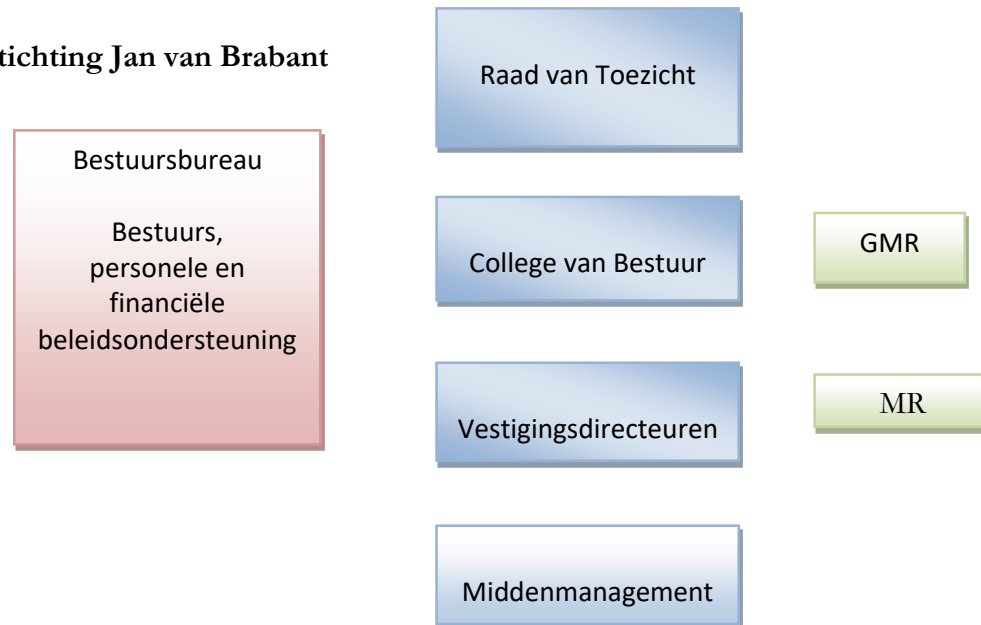 tichting Jan van Brabant
Raad van Toezicht
Bestuursbureau
Bestuurs,
personele en
financiële
beleidsondersteuning
College van Bestuur
GMR
Vestigingsdirecteuren
MR
Middenmanagement